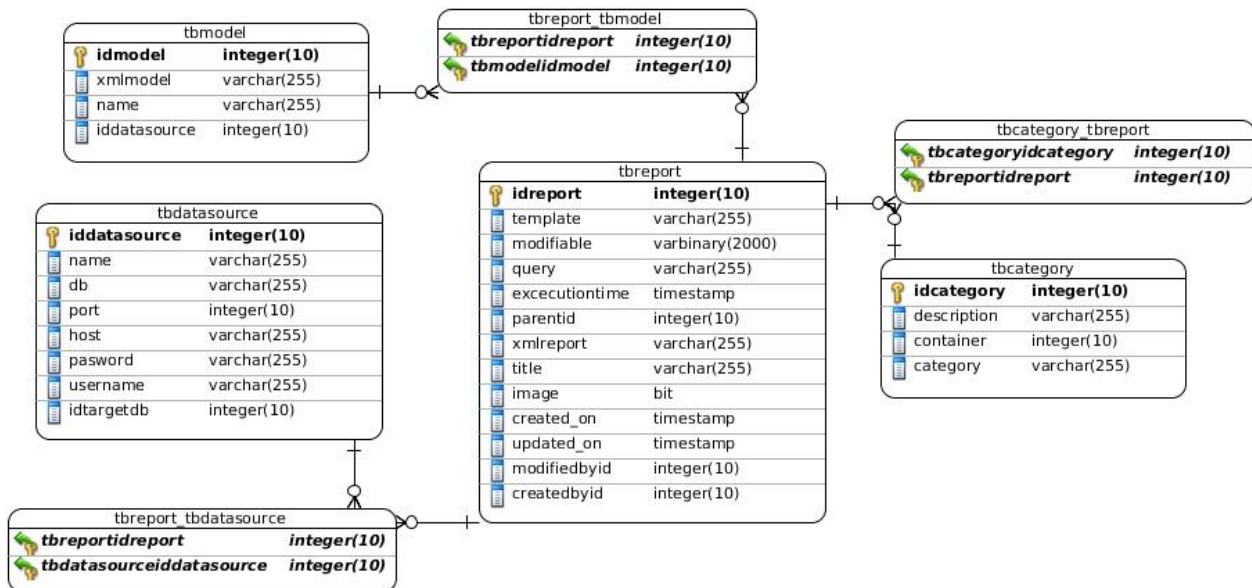 tbmodel
idmodel integer(10)
xmlmodel varchar(255)
name varchar(255)
iddatasource integer(10)
tbreport_tbmodel
tbreportidreport integer(10)
tbmodelidmodel integer(10)
tbcategory_tbreport
tbcategoryidcategory integer(10)
tbreportidreport integer(10)
tbreport
idreport integer(10)
template varchar(255)
modifiable varbinary(2000)
query varchar(255)
excecutiontime timestamp
parentid integer(10)
xmlreport varchar(255)
title varchar(255)
image bit
created_on timestamp
updated_on timestamp
modifiedbyid integer(10)
createdbyid integer(10)
tbdatasource
iddatasource integer(10)
name varchar(255)
db varchar(255)
port integer(10)
host varchar(255)
pasword varchar(255)
username varchar(255)
idtargetdb integer(10)
tbcategory
idcategory integer(10)
description varchar(255)
container integer(10)
category varchar(255)
tbreport_tbdatasource
tbreportidreport integer(10)
tbdatasourceiddatasource integer(10)